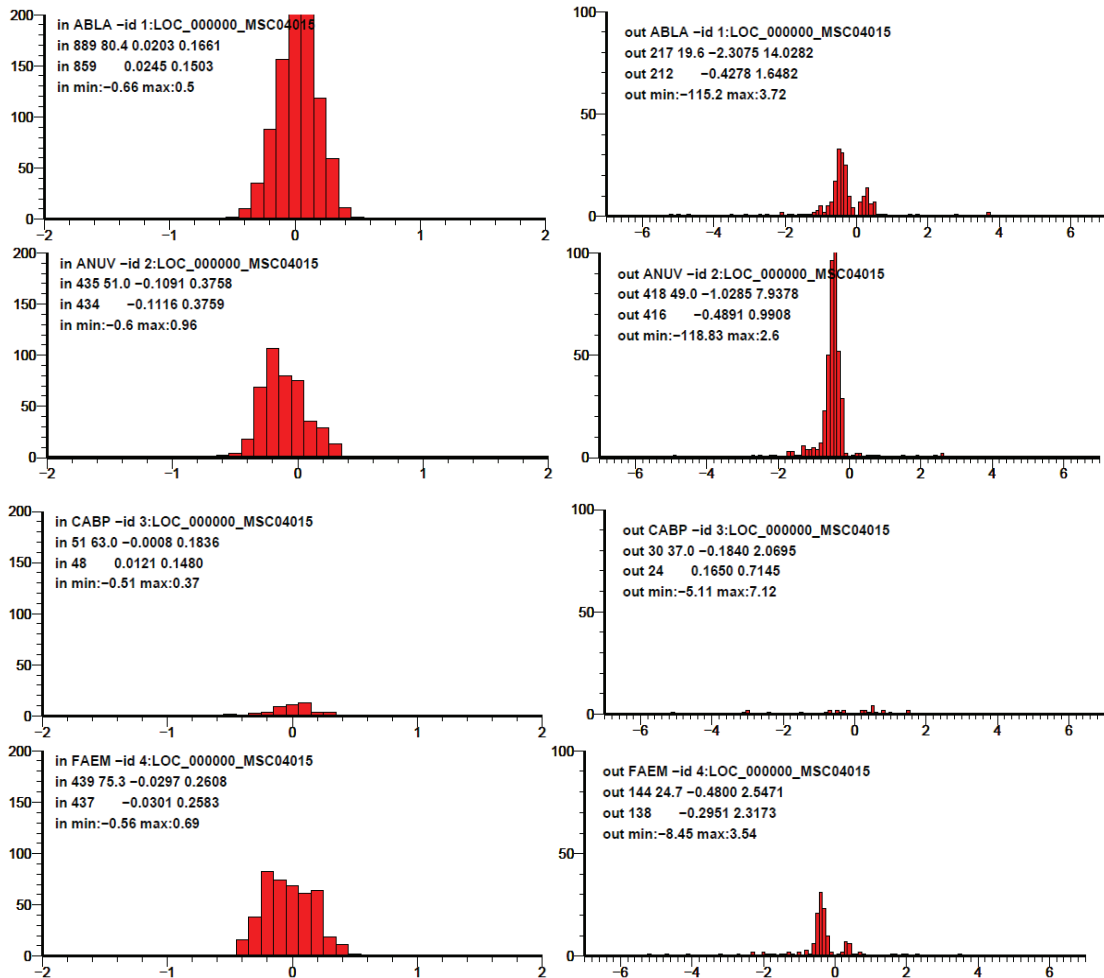 in ABLA −id 1:LOC_000000_MSC04015
in 889 80.4 0.0203 0.1661
in 859 0.0245 0.1503
in min:−0.66 max:0.5
200
150
100
50
0
−2 −1 0 1 2
out ABLA −id 1:LOC_000000_MSC04015
out 217 19.6 −2.3075 14.0282
out 212 −0.4278 1.6482
out min:−115.2 max:3.72
100
50
0
−6 −4 −2 0 2 4 6
in ANUV −id 2:LOC_000000_MSC04015
in 435 51.0 −0.1091 0.3758
in 434 −0.1116 0.3759
in min:−0.6 max:0.96
200
150
100
50
0
−2 −1 0 1 2
out ANUV −id 2:LOC_000000_MSC04015
out 418 49.0 −1.0285 7.9378
out 416 −0.4891 0.9908
out min:−118.83 max:2.6
100
50
0
−6 −4 −2 0 2 4 6
in CABP −id 3:LOC_000000_MSC04015
in 51 63.0 −0.0008 0.1836
in 48 0.0121 0.1480
in min:−0.51 max:0.37
200
150
100
50
0
−2 −1 0 1 2
out CABP −id 3:LOC_000000_MSC04015
out 30 37.0 −0.1840 2.0695
out 24 0.1650 0.7145
out min:−5.11 max:7.12
100
50
0
−6 −4 −2 0 2 4 6
in FAEM −id 4:LOC_000000_MSC04015
in 439 75.3 −0.0297 0.2608
in 437 −0.0301 0.2583
in min:−0.56 max:0.69
200
150
100
50
0
−2 −1 0 1 2
out FAEM −id 4:LOC_000000_MSC04015
out 144 24.7 −0.4800 2.5471
out 138 −0.2951 2.3173
out min:−8.45 max:3.54
100
50
0
−6 −4 −2 0 2 4 6